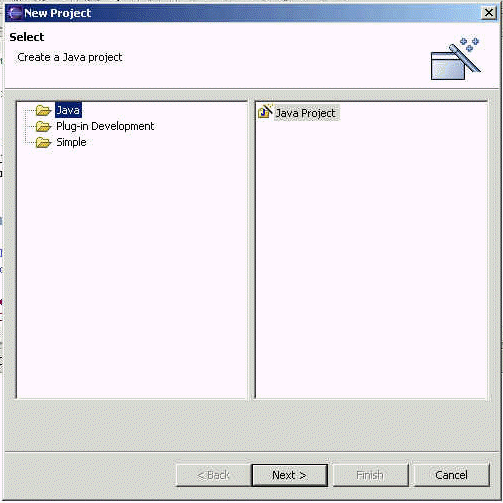 New Project
Select
Create a Java project
Java
Plug-in Development
Simple
Java Project
< Back
Next >
Finish
Cancel